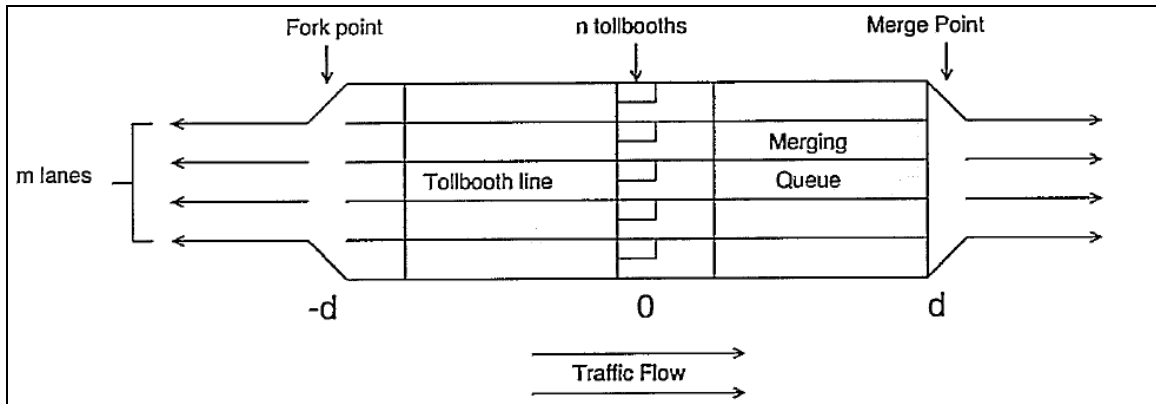 Fork point
n tollbooths
Merge Point
m lanes
Tollbooth line
Merging
Queue
-d
0
d
Traffic Flow